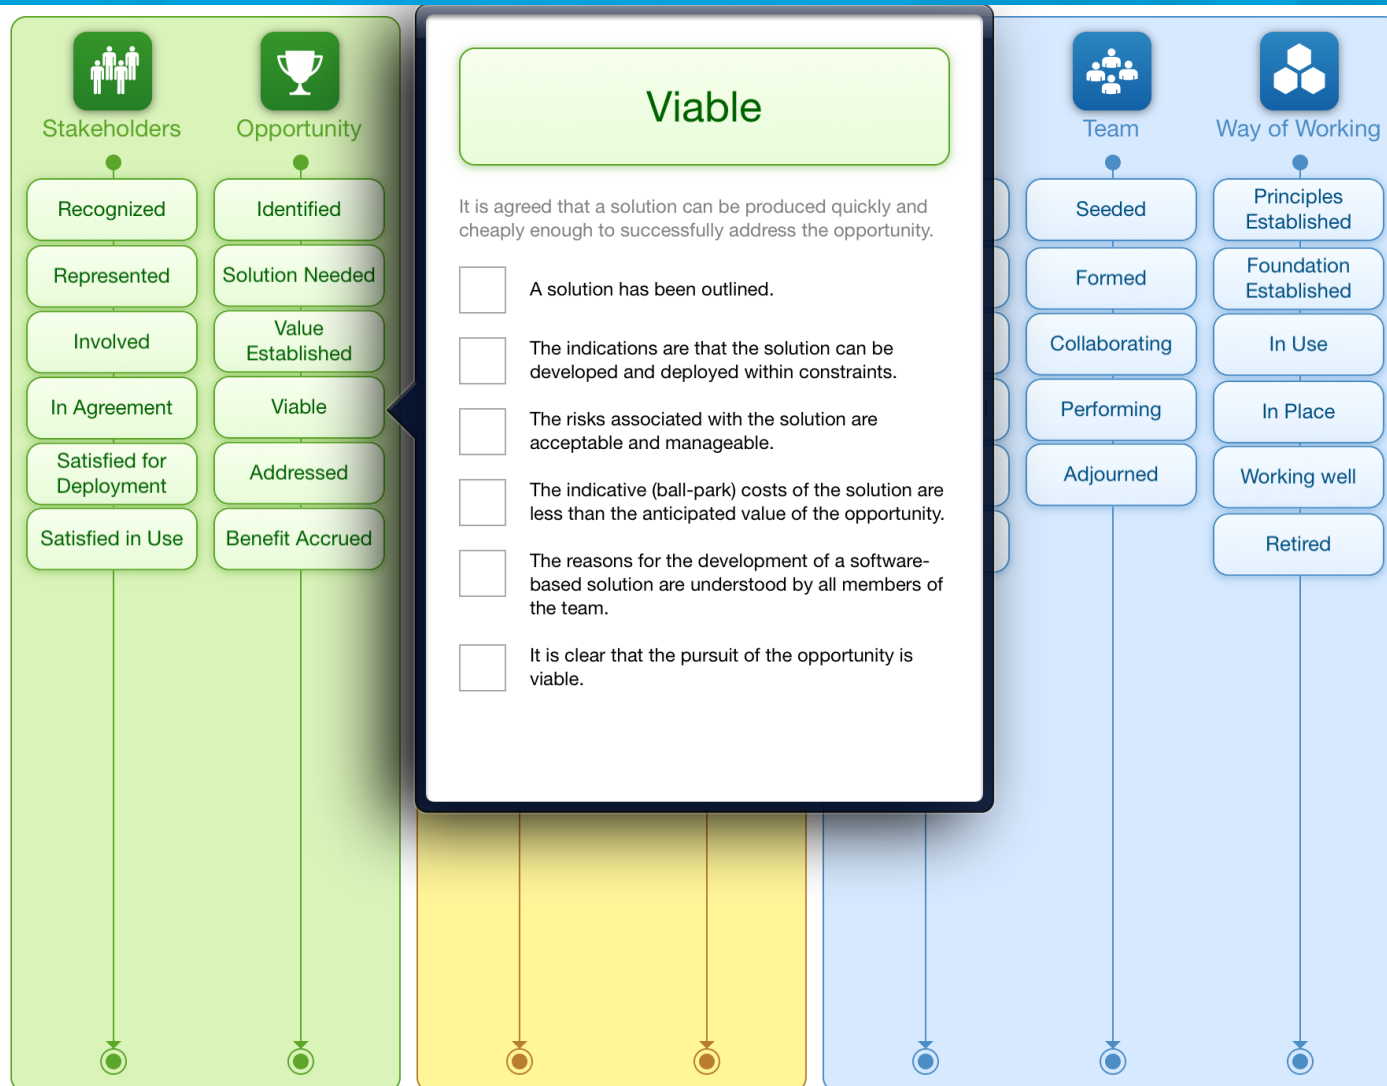 Stakeholders
Recognized
Represented
Involved
In Agreement
Satisfied for
Deployment
Satisfied in Use
Opportunity
Identified
Solution Needed
Value
Established
Viable
Addressed
Benefit Accrued
Viable
It is agreed that a solution can be produced quickly and
cheaply enough to successfully address the opportunity.
A solution has been outlined.
The indications are that the solution can be
developed and deployed within constraints.
The risks associated with the solution are
acceptable and manageable.
The indicative (ball-park) costs of the solution are
less than the anticipated value of the opportunity.
The reasons for the development of a software-
based solution are understood by all members of
the team.
It is clear that the pursuit of the opportunity is
viable.
Team
Seeded
Formed
Collaborating
Performing
Adjourned
Way of Working
Principles
Established
Foundation
Established
In Use
In Place
Working well
Retired